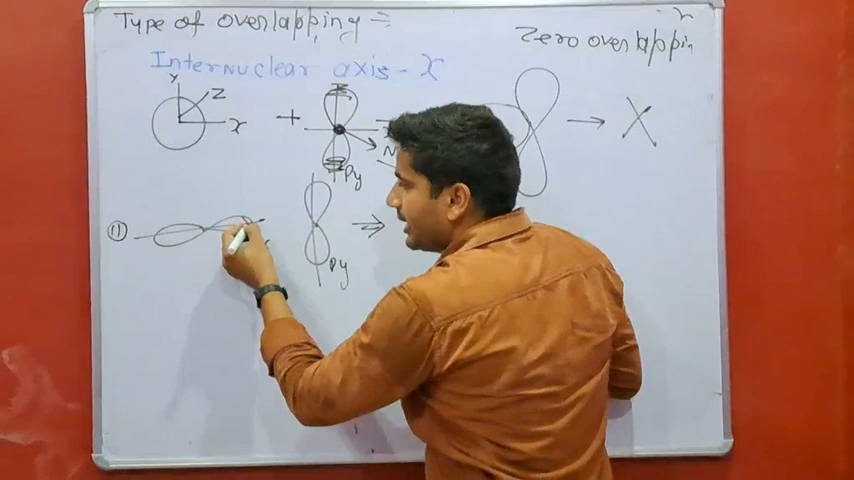 Type of overlapping =
Zero overlappin
Internuclear axis - X
Y
Z
x
+
Py
(1)
Py